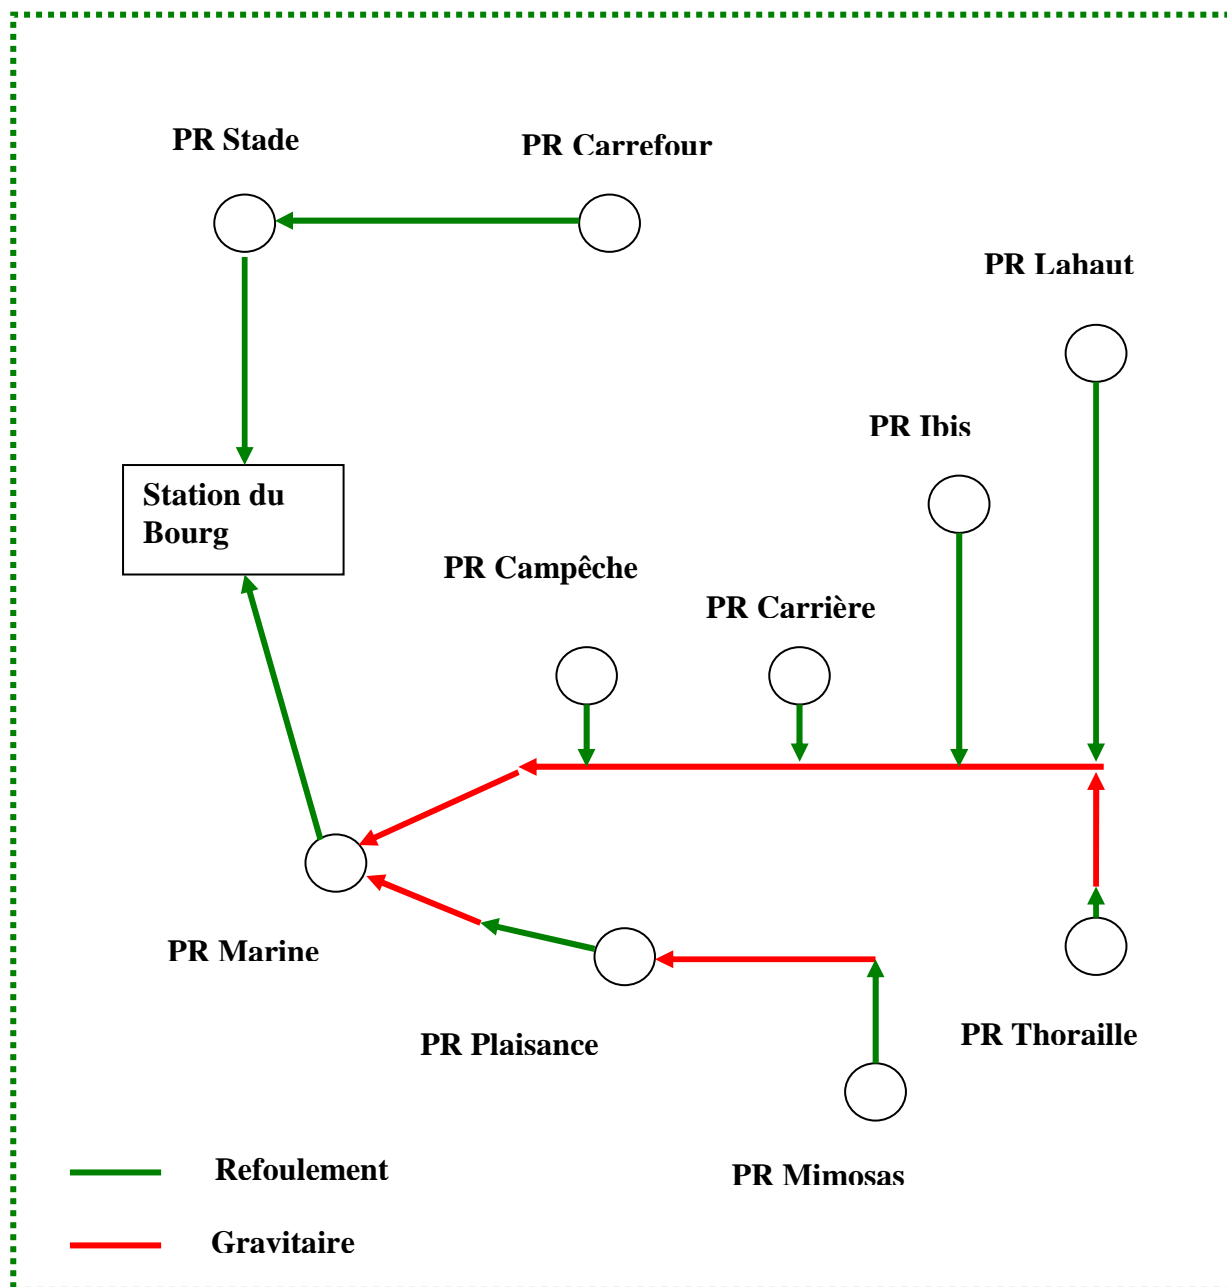 PR Stade
PR Carrefour
PR Lahaut
PR Ibis
Station du
Bourg
PR Campêche
PR Carrière
PR Marine
PR Plaisance
PR Thoraille
PR Mimosas
Refoulement
Gravitaire